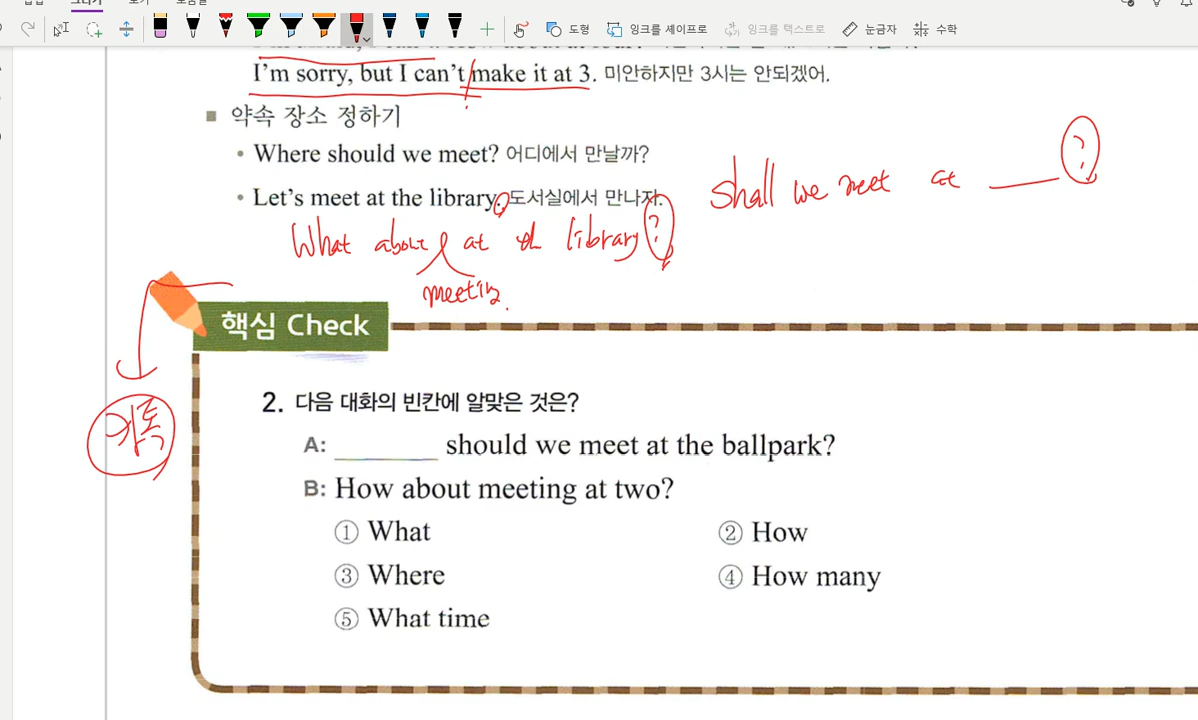 도형 잉크를 셰이프로 잉크를 텍스트로 눈금자 수학
I'm sorry, but I can't make it at 3. 미안하지만 3시는 안되겠어.
■ 약속 장소 정하기
• Where should we meet? 어디에서 만날까?
Shall we meet at ___ ?
• Let's meet at the library. 도서실에서 만나자.
What about at the library?
meeting.
핵심 Check
2. 다음 대화의 빈칸에 알맞은 것은?
A: ________ should we meet at the ballpark?
B: How about meeting at two?
① What ② How
③ Where ④ How many
⑤ What time